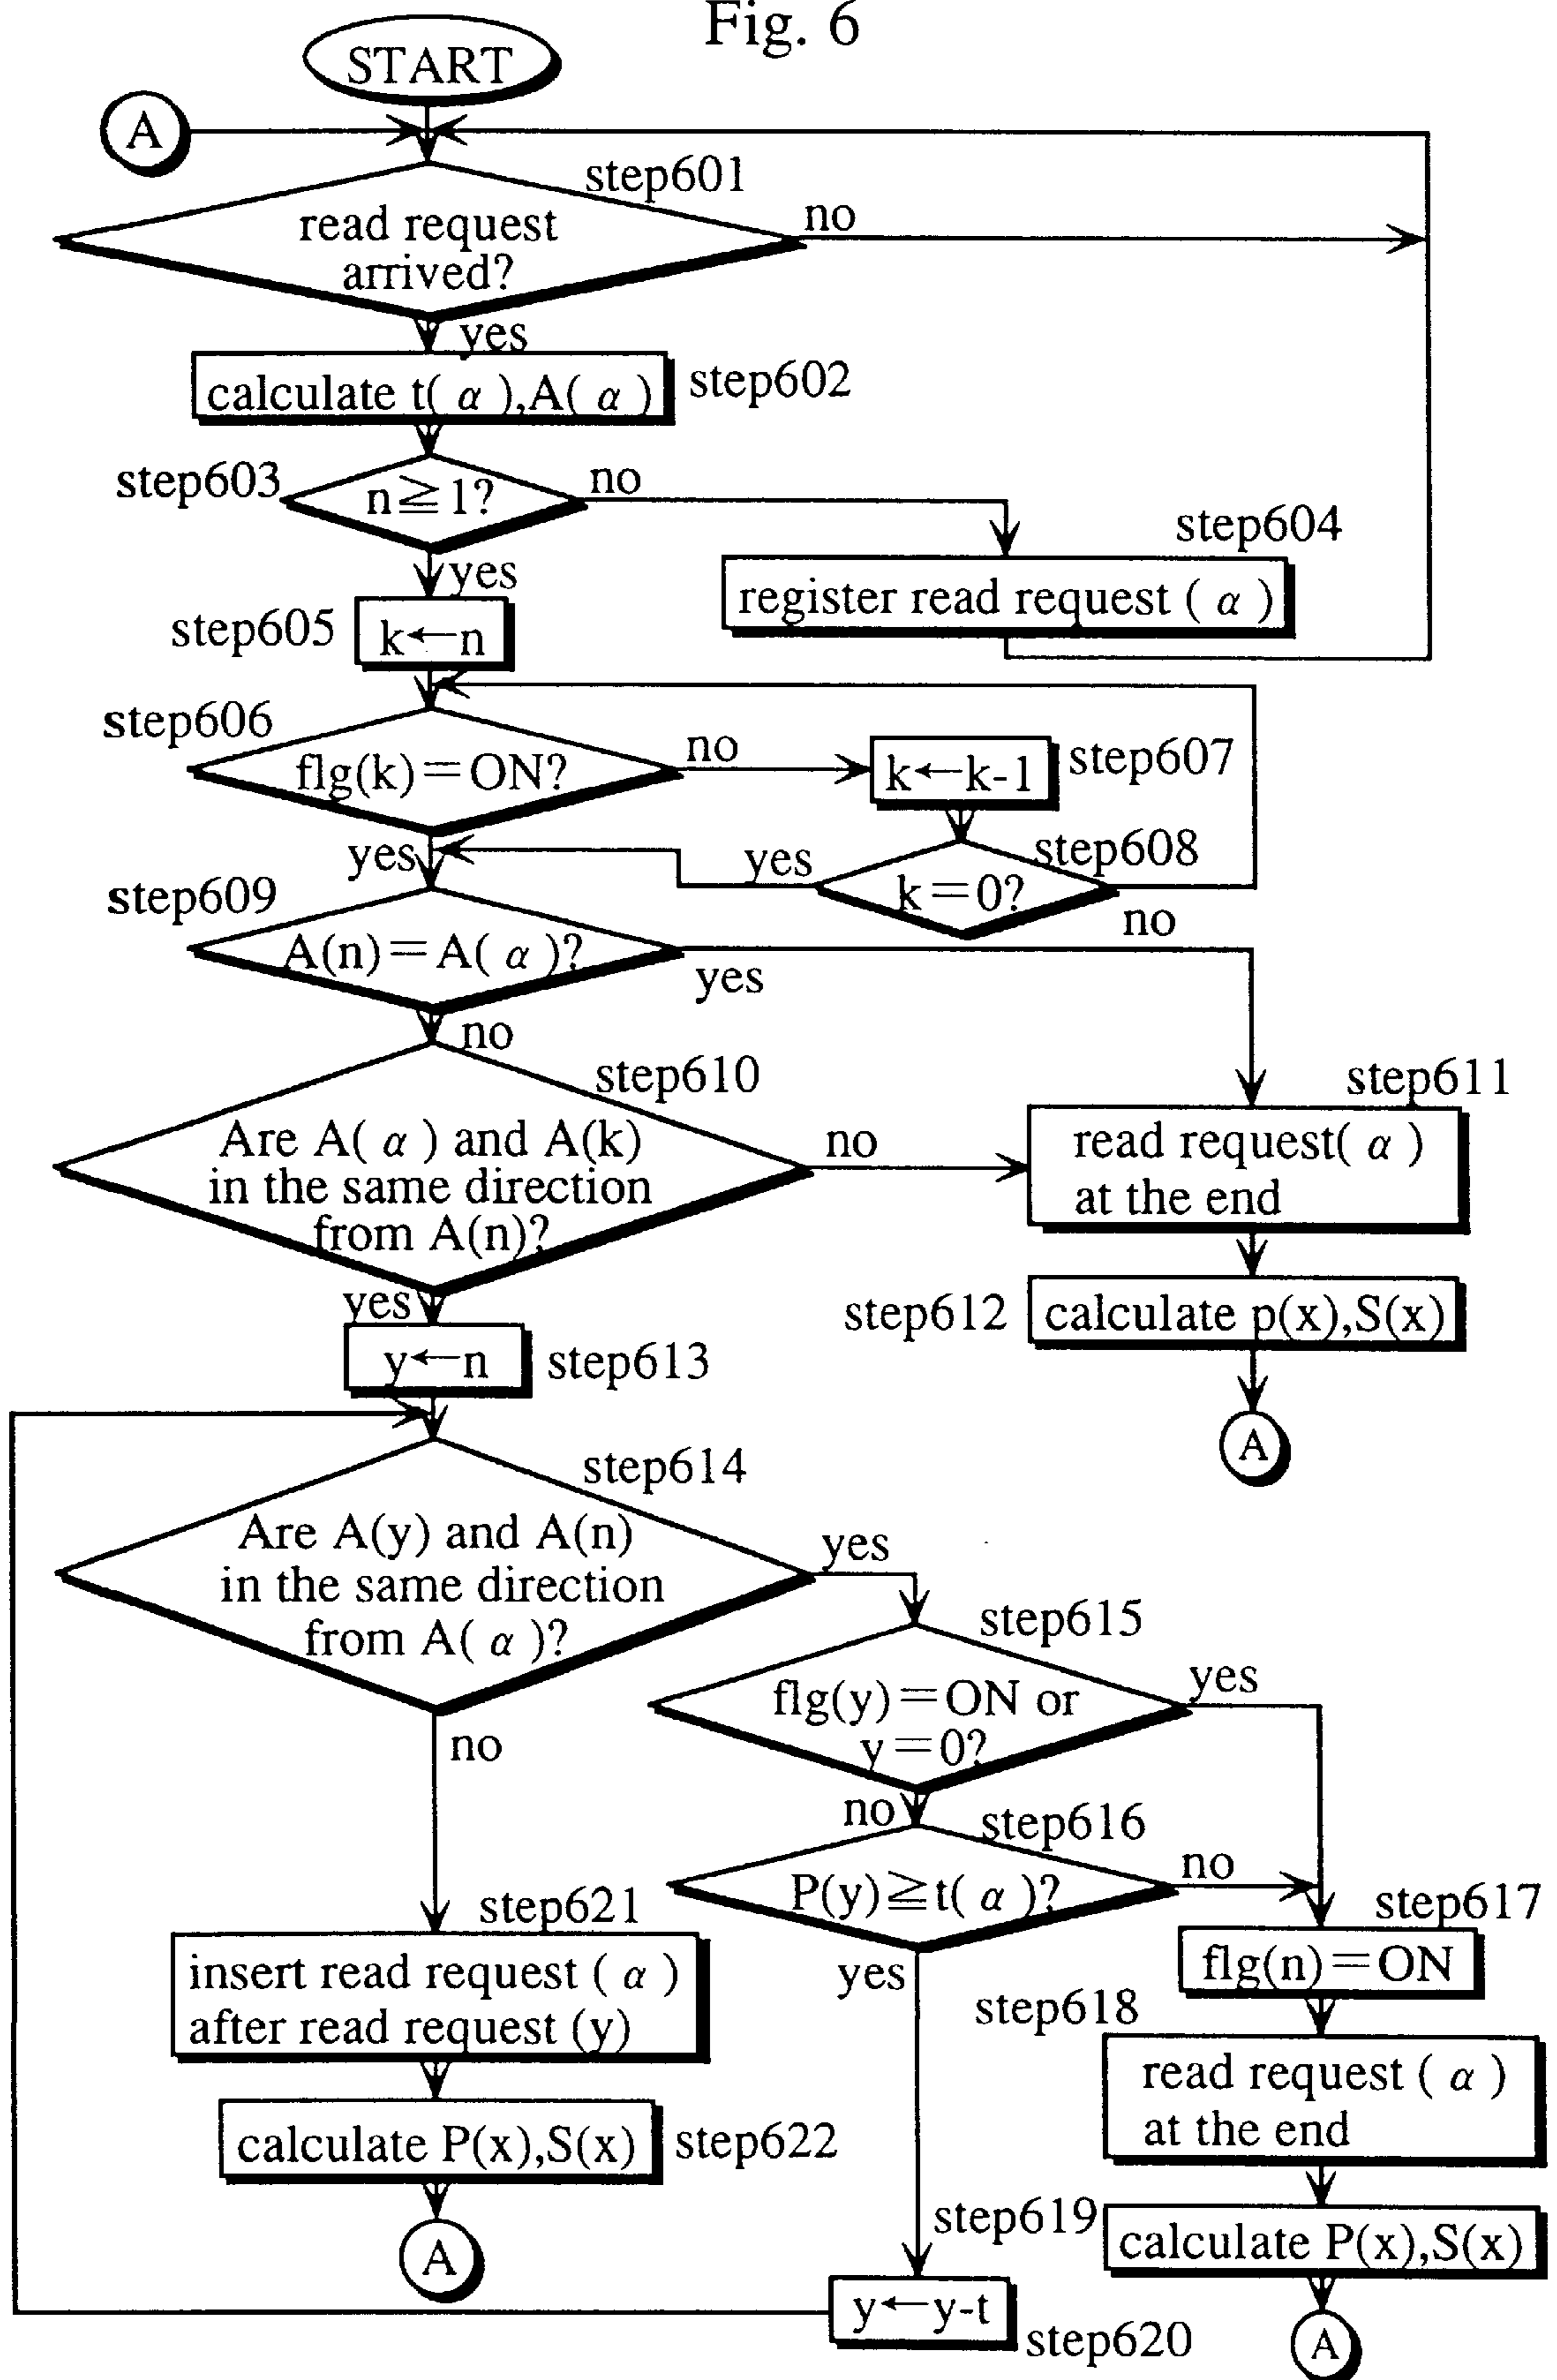 Fig. 6
START
A
step601
read request
arrived?
no
yes
calculate t( α ),A( α )
step602
step603
n≧1?
no
yes
step604
register read request ( α )
step605
k←n
step606
flg(k)=ON?
no
k←k-1
step607
yes
yes
step608
k=0?
no
step609
A(n)=A( α )?
yes
no
step610
Are A( α ) and A(k)
in the same direction
from A(n)?
no
step611
read request( α )
at the end
step612
calculate p(x),S(x)
A
yes
y←n
step613
step614
Are A(y) and A(n)
in the same direction
from A( α )?
yes
no
step615
flg(y)=ON or
y=0?
yes
no
step616
P(y)≧t( α )?
no
yes
step617
flg(n)=ON
step618
read request ( α )
at the end
step619
calculate P(x),S(x)
A
step621
insert read request ( α )
after read request (y)
calculate P(x),S(x)
step622
A
y←y-t
step620